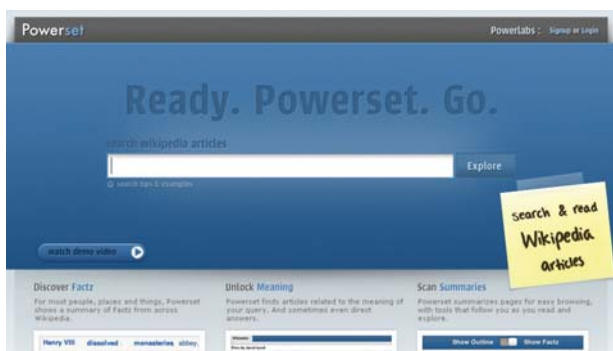 Powerset
Powerlabs : Signup or Login
Ready. Powerset. Go.
search wikipedia articles
Explore
search tips & examples
search & read
Wikipedia
articles
watch demo video
Discover Factz
For most people, places and things, Powerset
shows a summary of Factz from across
Wikipedia.
Henry VIII dissolved : monasteries abbey,
Unlock Meaning
Powerset finds articles related to the meaning of
your query. And sometimes even direct
answers.
Scan Summaries
Powerset summarizes pages for easy browsing,
with tools that follow you as you read and
explore.
Show Outline Show Factz